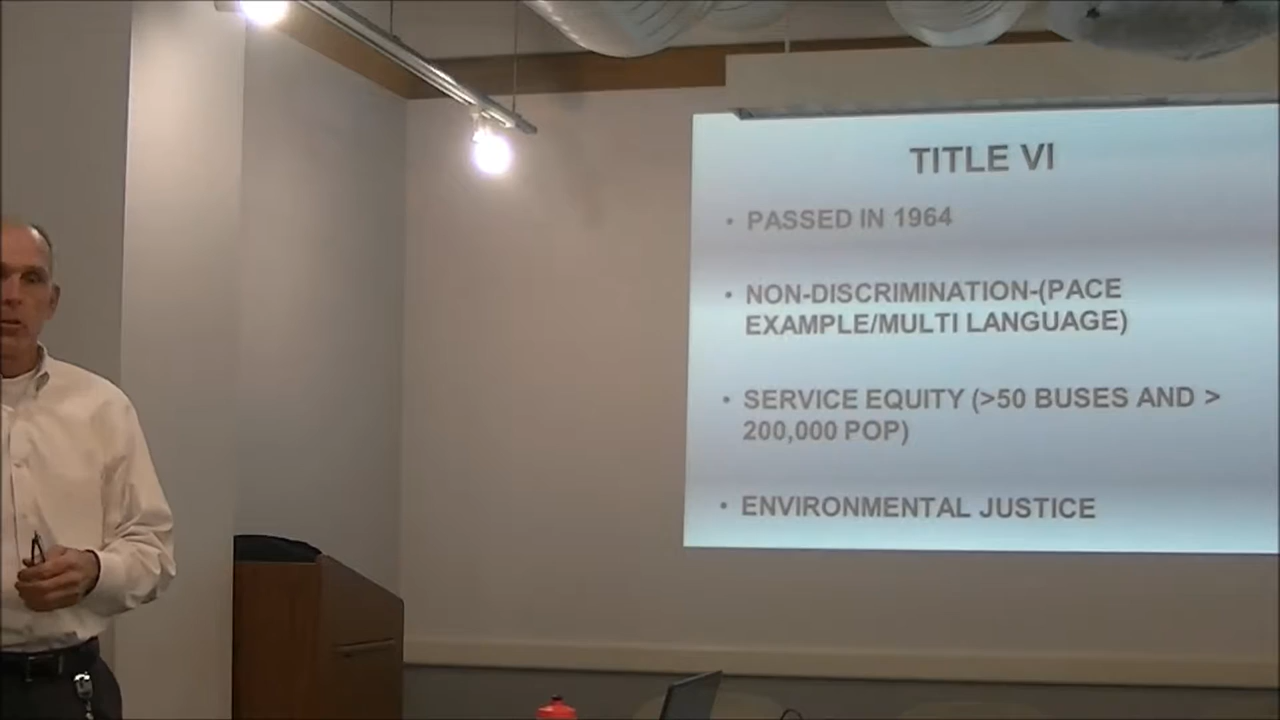 TITLE VI
• PASSED IN 1964
• NON-DISCRIMINATION-(PACE
EXAMPLE/MULTI LANGUAGE)
• SERVICE EQUITY (>50 BUSES AND >
200,000 POP)
• ENVIRONMENTAL JUSTICE